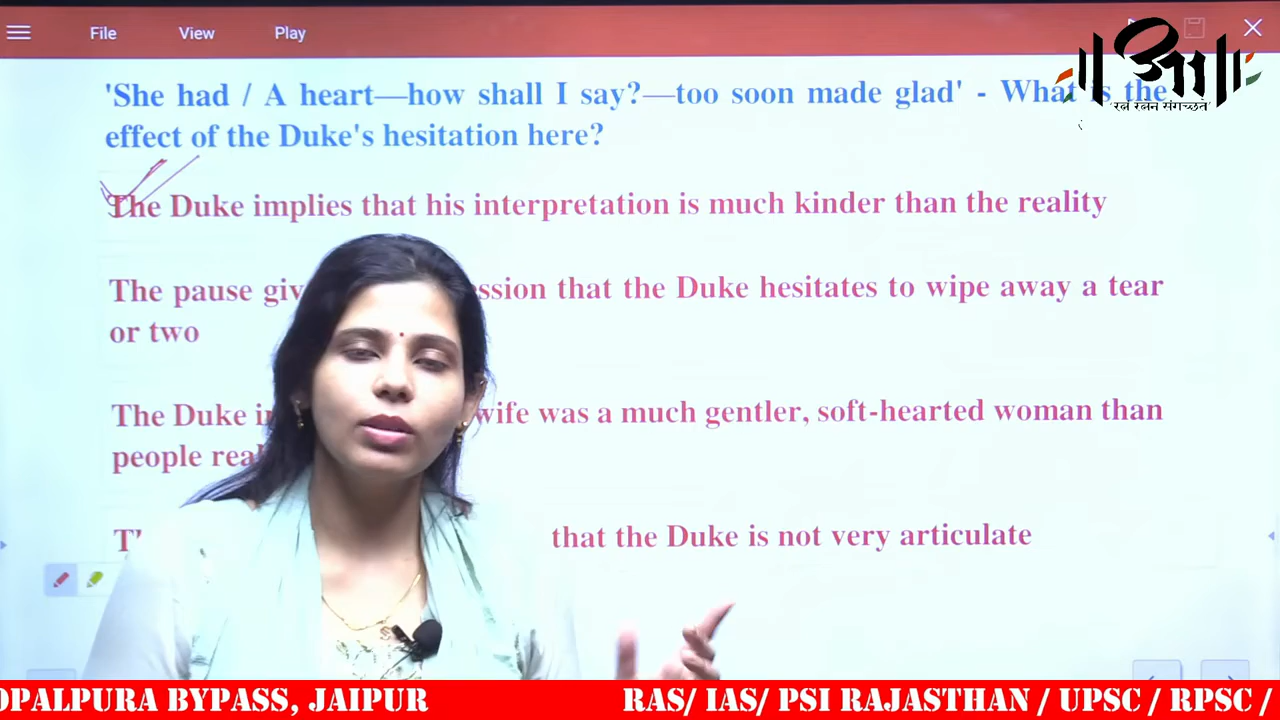 File View Play
॥आ॥
'She had / A heart—how shall I say?—too soon made glad' - What is the
effect of the Duke's hesitation here?
The Duke implies that his interpretation is much kinder than the reality
The pause ession that the Duke hesitates to wipe away a tear
or two
The Duke wife was a much gentler, soft-hearted woman than
people
that the Duke is not very articulate
OPALPURA BYPASS, JAIPUR RAS/ IAS/ PSI RAJASTHAN / UPSC / RPSC /